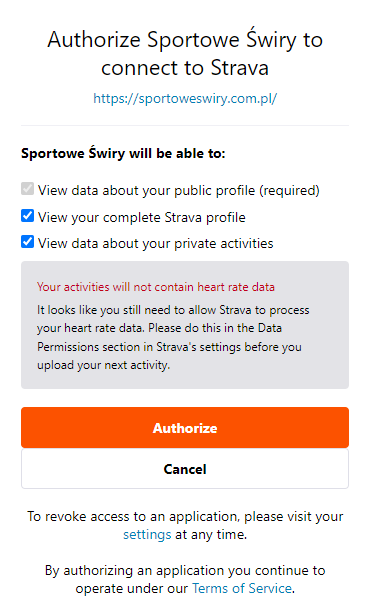 Authorize Sportowe Świry to
connect to Strava
https://sportoweswiry.com.pl/
Sportowe Świry will be able to:
View data about your public profile (required)
View your complete Strava profile
View data about your private activities
Your activities will not contain heart rate data
It looks like you still need to allow Strava to process
your heart rate data. Please do this in the Data
Permissions section in Strava's settings before you
upload your next activity.
Authorize
Cancel
To revoke access to an application, please visit your
settings at any time.
By authorizing an application you continue to
operate under our Terms of Service.